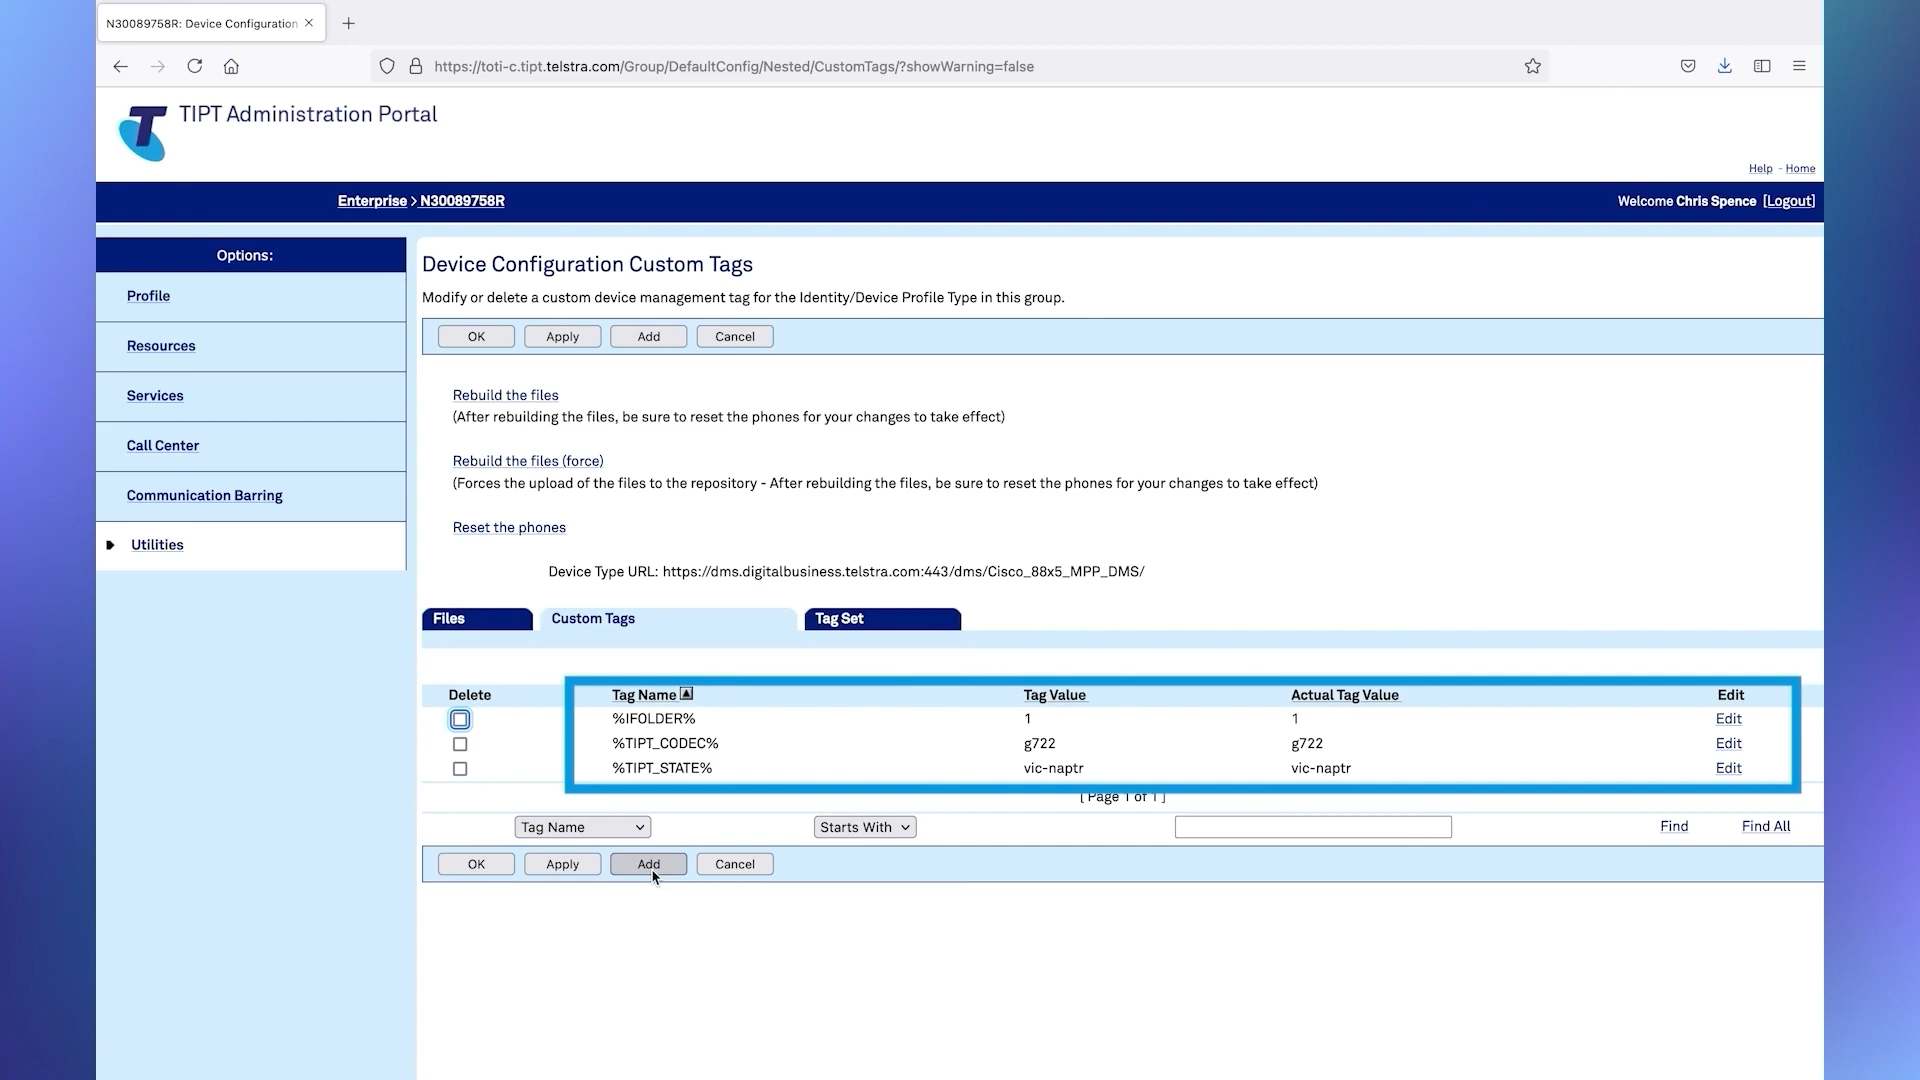 N30089758R: Device Configuration
https://toti-c.tipt.telstra.com/Group/DefaultConfig/Nested/CustomTags/?showWarning=false
TIPT Administration Portal
Help - Home
Enterprise > N30089758R
Welcome Chris Spence [Logout]
Options:
Profile
Resources
Services
Call Center
Communication Barring
Utilities
Device Configuration Custom Tags
Modify or delete a custom device management tag for the Identity/Device Profile Type in this group.
OK Apply Add Cancel
Rebuild the files
(After rebuilding the files, be sure to reset the phones for your changes to take effect)
Rebuild the files (force)
(Forces the upload of the files to the repository - After rebuilding the files, be sure to reset the phones for your changes to take effect)
Reset the phones
Device Type URL: https://dms.digitalbusiness.telstra.com:443/dms/Cisco_88x5_MPP_DMS/
Files Custom Tags Tag Set
Delete Tag Name Tag Value Actual Tag Value Edit
%IFOLDER% 1 1 Edit
%TIPT_CODEC% g722 g722 Edit
%TIPT_STATE% vic-naptr vic-naptr Edit
[ Page 1 of 1 ]
Tag Name Starts With Find Find All
OK Apply Add Cancel